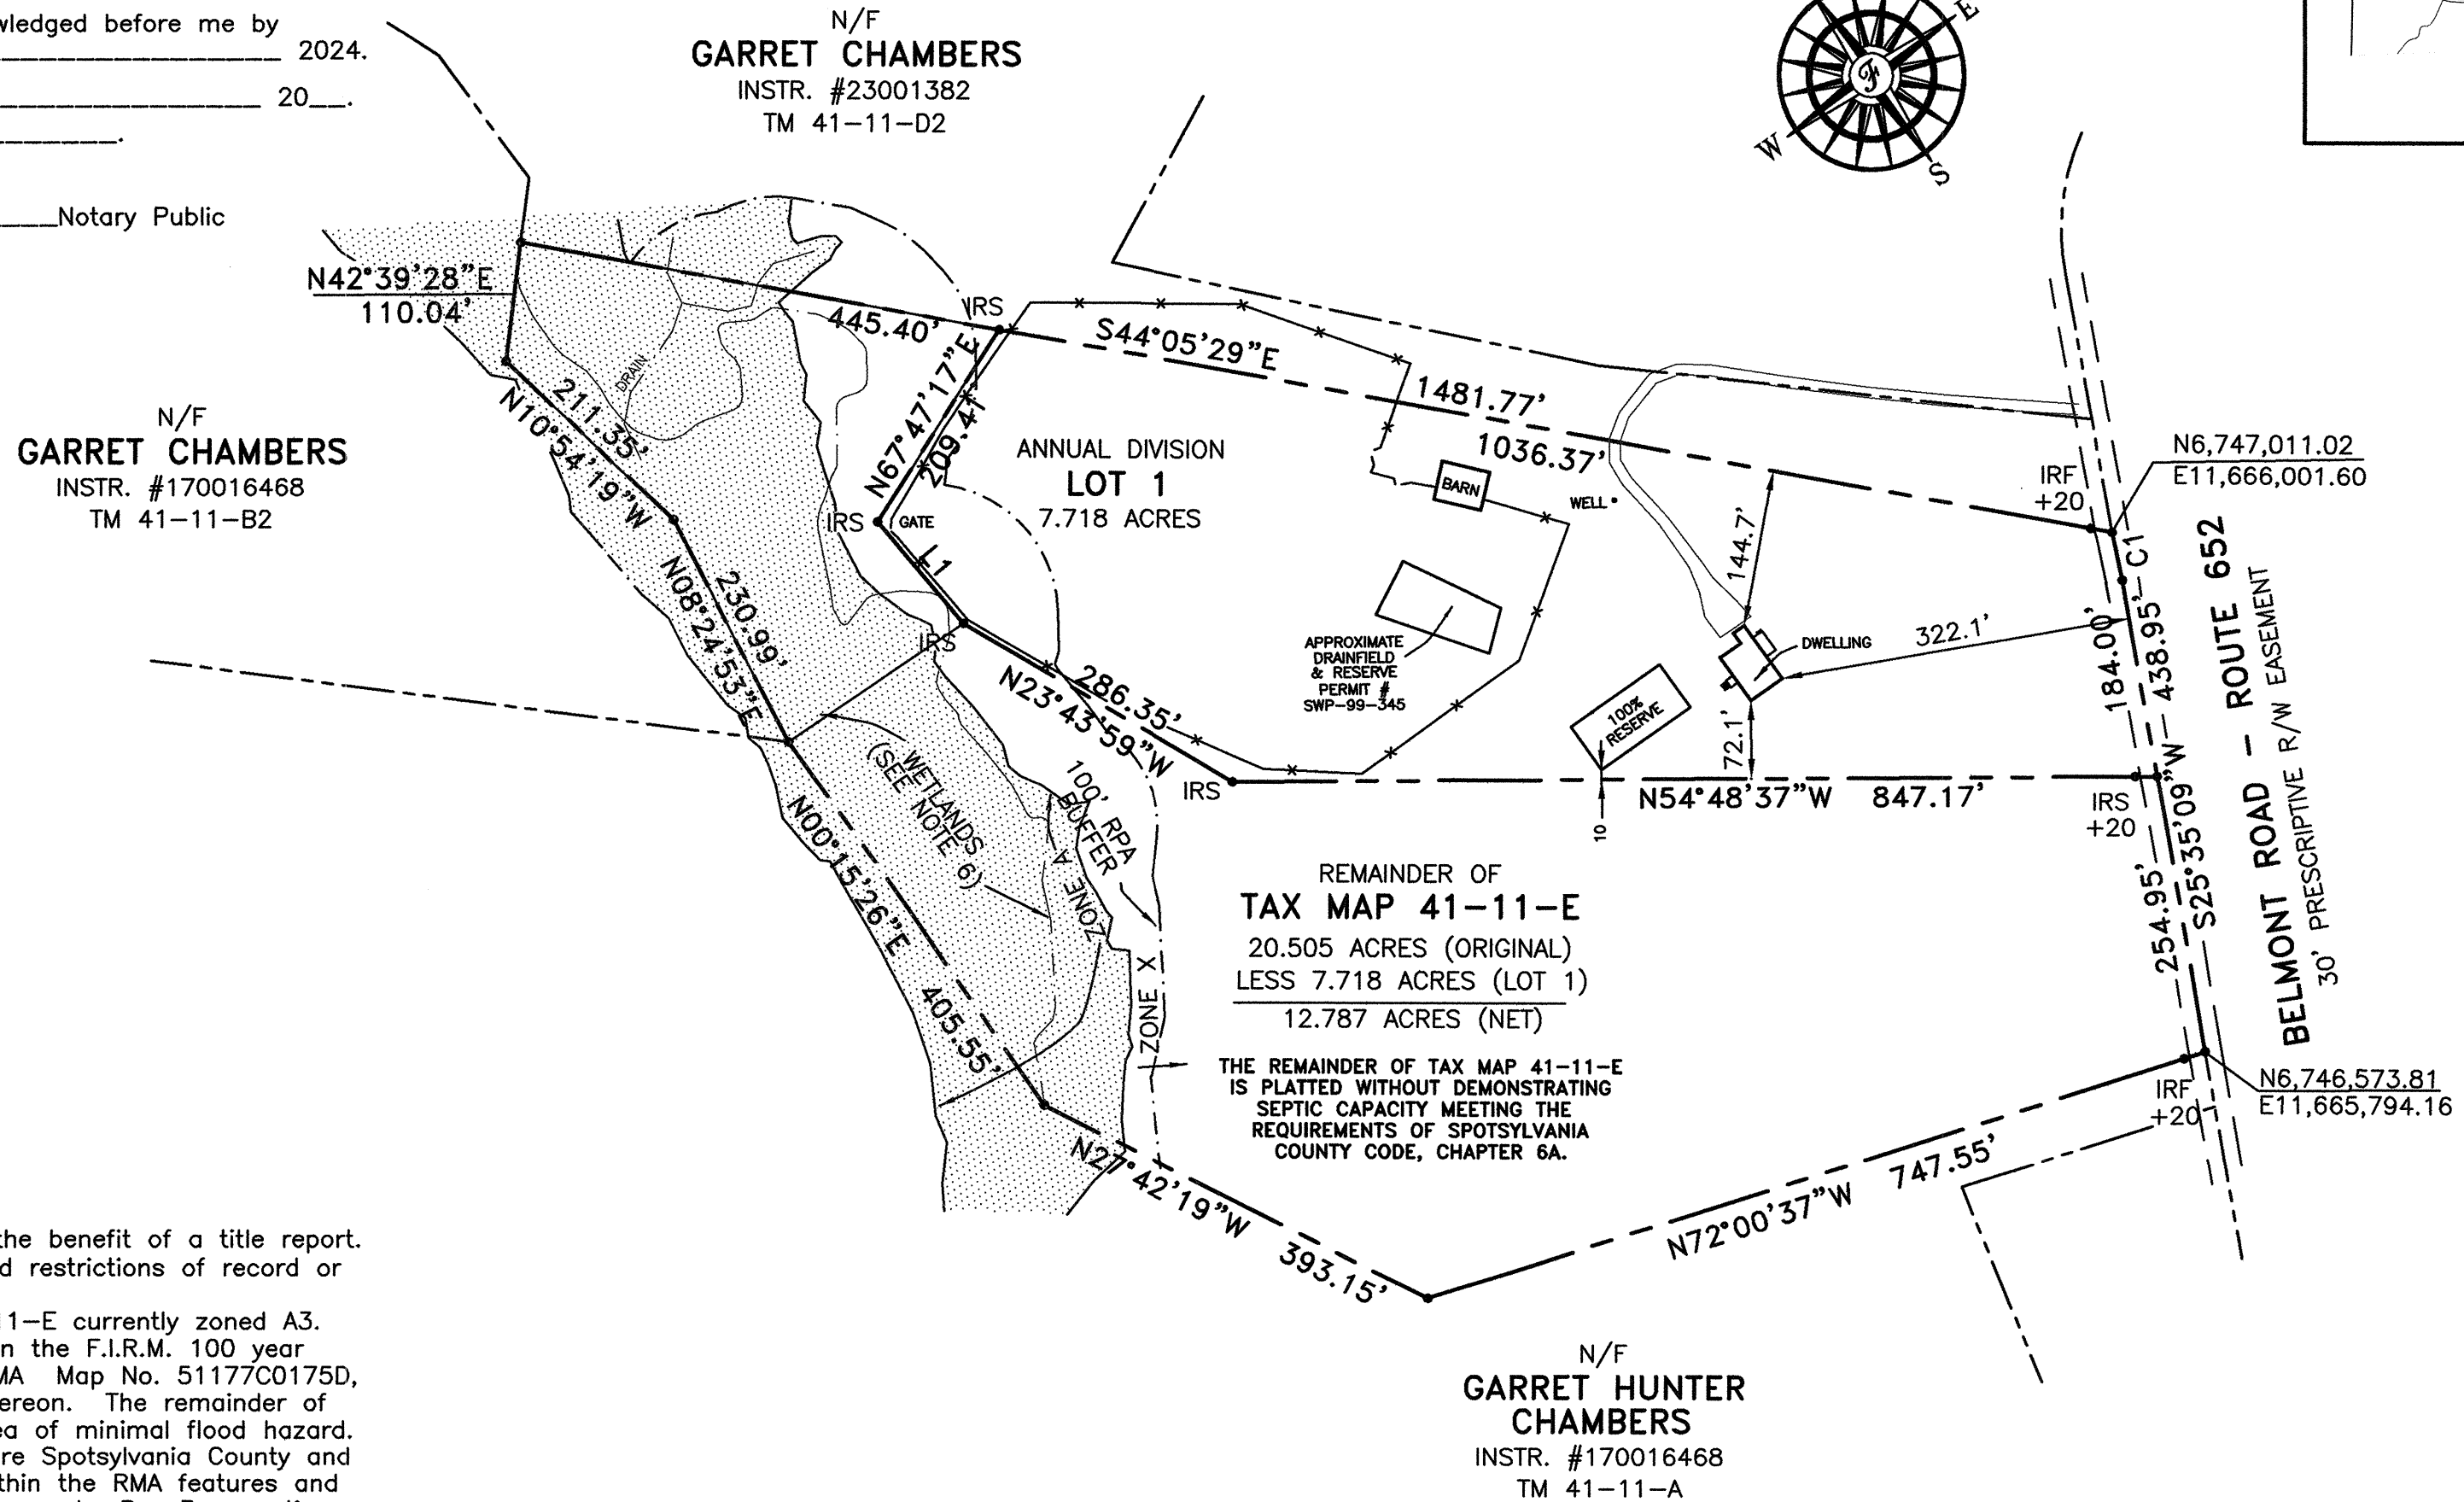 wledged before me by
________________ 2024.
________________ 20__.
________.
____Notary Public
N/F
GARRET CHAMBERS
INSTR. #23001382
TM 41-11-D2
E
F
W
S
N42°39'28"E
110.04'
445.40'
IRS
S44°05'29"E
1481.77'
1036.37'
N67°47'17"E
209.41'
DRAIN
211.35'
N10°54'19"W
N/F
GARRET CHAMBERS
INSTR. #170016468
TM 41-11-B2
ANNUAL DIVISION
LOT 1
7.718 ACRES
IRS
GATE
L1
IRS
BARN
WELL
144.7'
IRF
+20
N6,747,011.02
E11,666,001.60
C1
230.99'
N08°24'53"E
APPROXIMATE
DRAINFIELD
& RESERVE
PERMIT #
SWP-99-345
DWELLING
322.1'
184.00'
438.95'
S25°35'09"W
BELMONT ROAD - ROUTE 652
30' PRESCRIPTIVE R/W EASEMENT
286.35'
N23°43'59"W
100%
RESERVE
72.1'
10
IRS
N54°48'37"W 847.17'
IRS
+20
WETLANDS
(SEE NOTE 6)
100' RPA
BUFFER
ZONE A
ZONE X
N00°15'26"E
405.55'
REMAINDER OF
TAX MAP 41-11-E
20.505 ACRES (ORIGINAL)
LESS 7.718 ACRES (LOT 1)
12.787 ACRES (NET)
THE REMAINDER OF TAX MAP 41-11-E
IS PLATTED WITHOUT DEMONSTRATING
SEPTIC CAPACITY MEETING THE
REQUIREMENTS OF SPOTSYLVANIA
COUNTY CODE, CHAPTER 6A.
254.95'
IRF
+20
N6,746,573.81
E11,665,794.16
N27°42'19"W 393.15'
N72°00'37"W 747.55'
N/F
GARRET HUNTER
CHAMBERS
INSTR. #170016468
TM 41-11-A
the benefit of a title report.
d restrictions of record or
11-E currently zoned A3.
n the F.I.R.M. 100 year
MA Map No. 51177C0175D,
ereon. The remainder of
ea of minimal flood hazard.
re Spotsylvania County and
thin the RMA features and